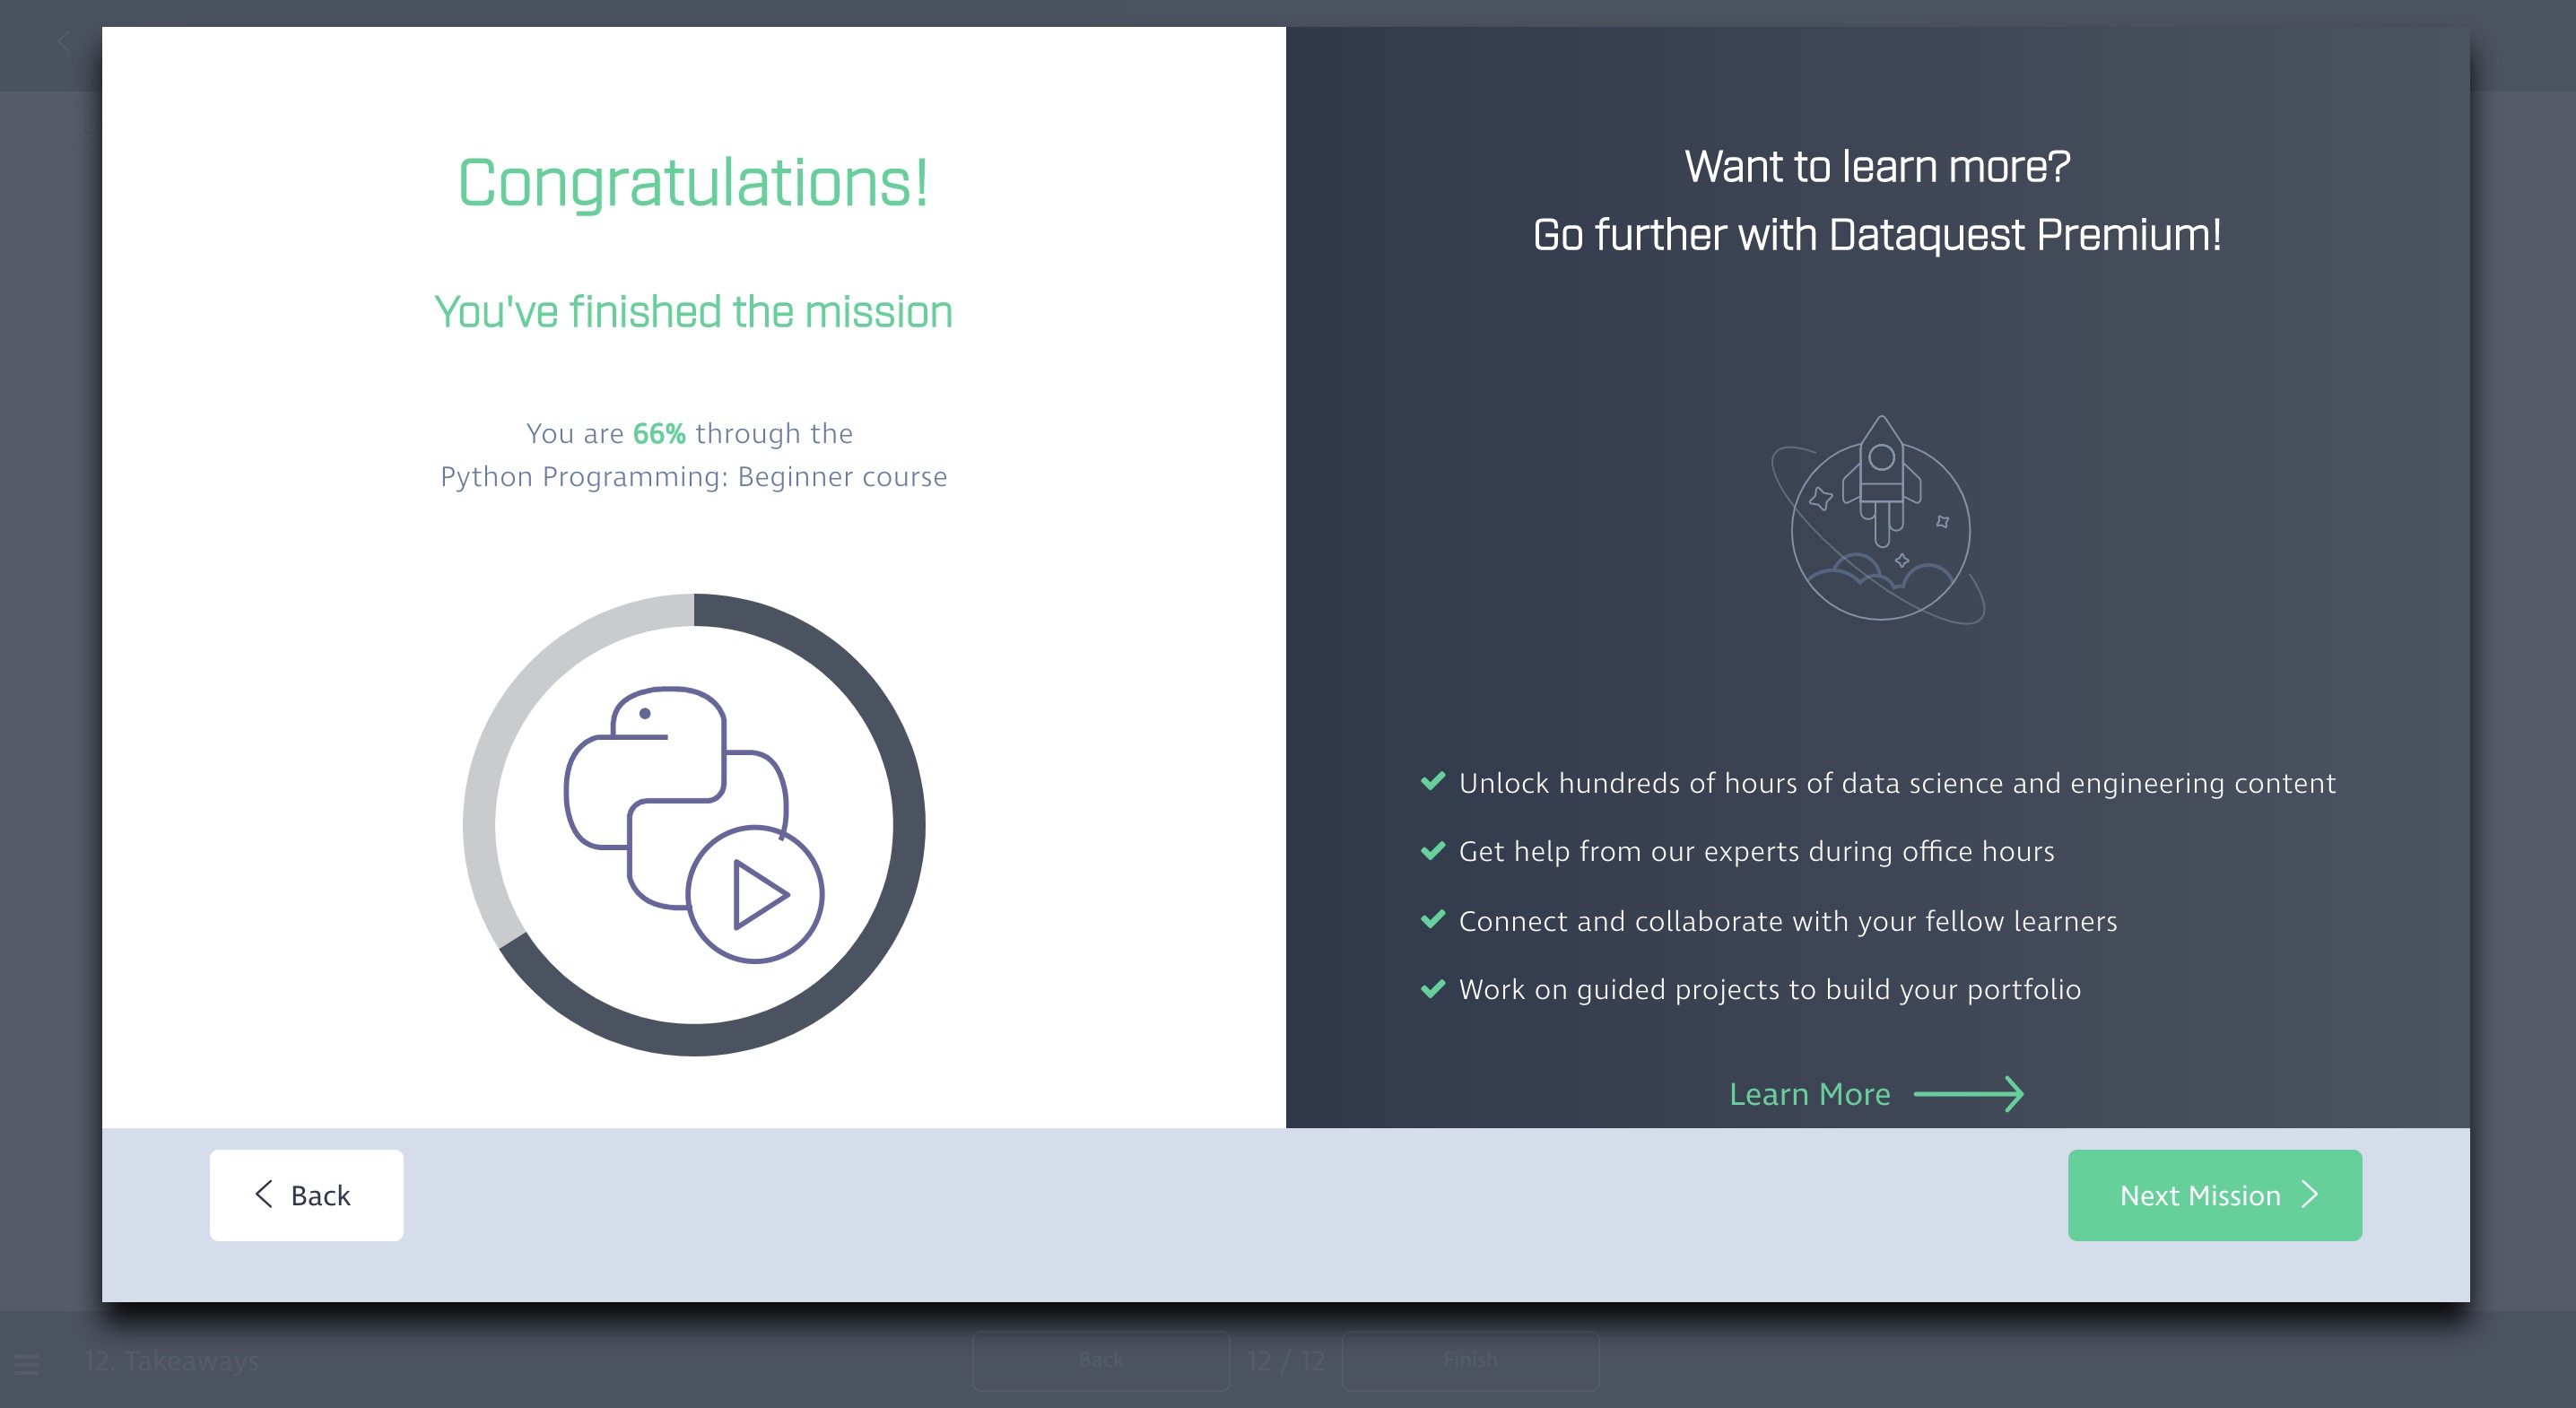 Congratulations!
You've finished the mission
You are 66% through the
Python Programming: Beginner course
Want to learn more?
Go further with Dataquest Premium!
Unlock hundreds of hours of data science and engineering content
Get help from our experts during office hours
Connect and collaborate with your fellow learners
Work on guided projects to build your portfolio
Learn More
Back
Next Mission
12. Takeaways
Back
12 / 12
Finish